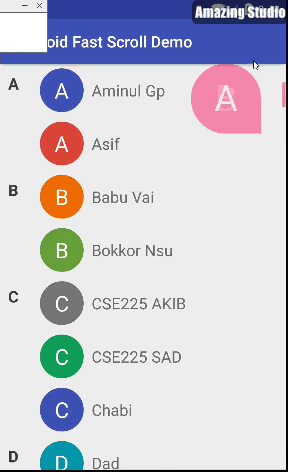 Amazing Studio
oid Fast Scroll Demo
A
A
Aminul Gp
A
A
Asif
B
B
Babu Vai
B
Bokkor Nsu
C
C
CSE225 AKIB
C
CSE225 SAD
C
Chabi
D
D
Dad